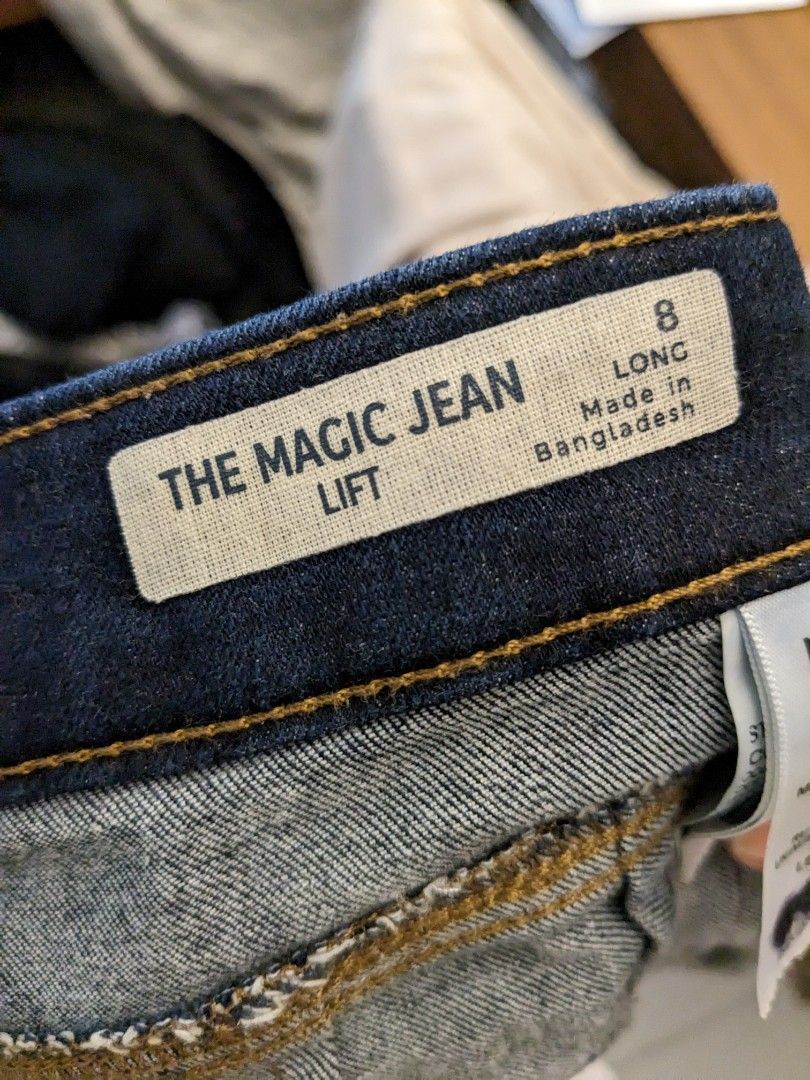 THE MAGIC JEAN
LIFT
8
LONG
Made in
Bangladesh